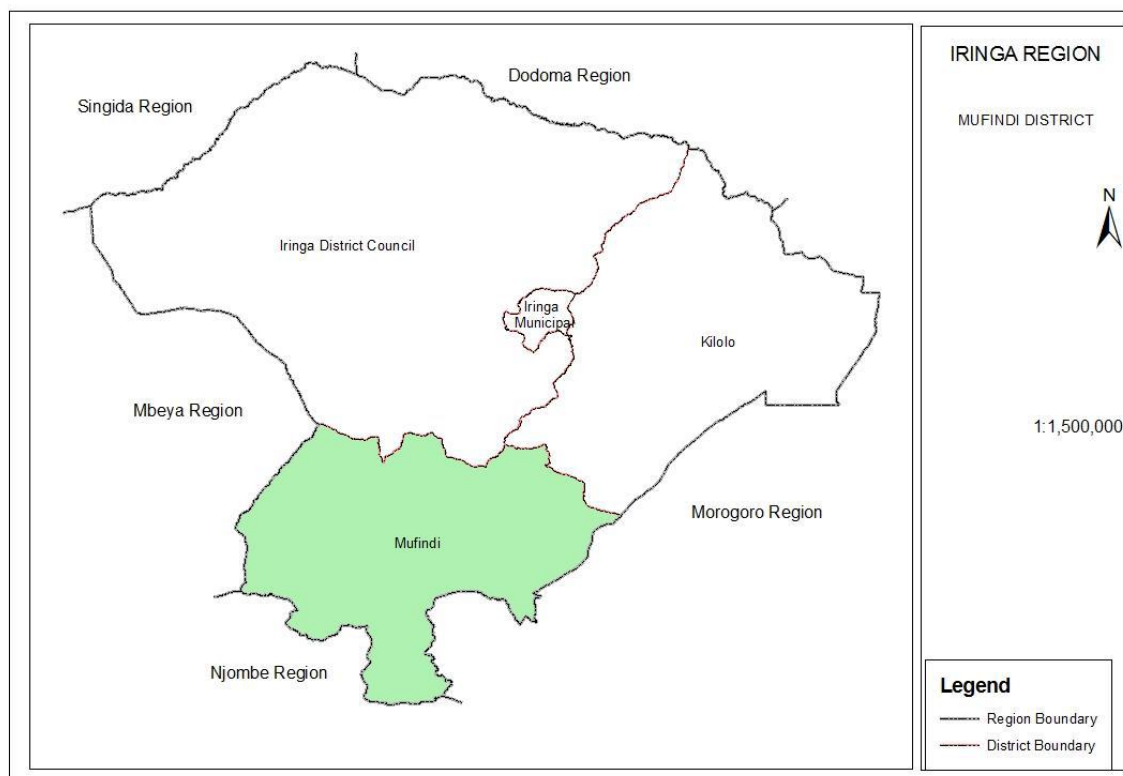 IRINGA REGION
MUFINDI DISTRICT
N
1:1,500,000
Dodoma Region
Singida Region
Iringa District Council
Iringa
Municipal
Kilolo
Mbeya Region
Morogoro Region
Mufindi
Njombe Region
Legend
Region Boundary
District Boundary